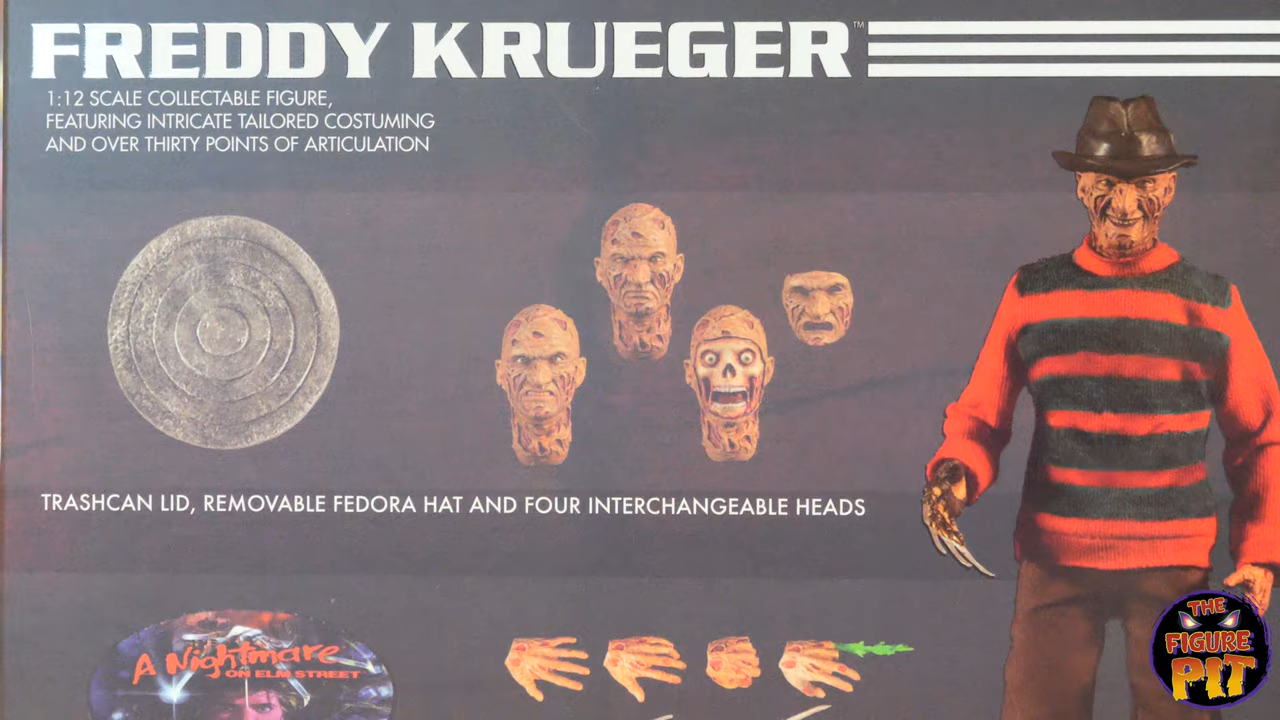 FREDDY KRUEGER™
1:12 SCALE COLLECTABLE FIGURE,
FEATURING INTRICATE TAILORED COSTUMING
AND OVER THIRTY POINTS OF ARTICULATION
TRASHCAN LID, REMOVABLE FEDORA HAT AND FOUR INTERCHANGEABLE HEADS
A Nightmare
ON ELM STREET
THE
FIGURE
PIT